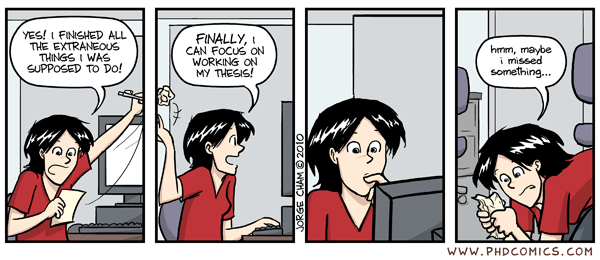 YES! I FINISHED ALL
THE EXTRANEOUS
THINGS I WAS
SUPPOSED TO DO!
FINALLY, I
CAN FOCUS ON
WORKING ON
MY THESIS!
JORGE CHAM © 2010
hmm, maybe
i missed
something...
WWW.PHDCOMICS.COM